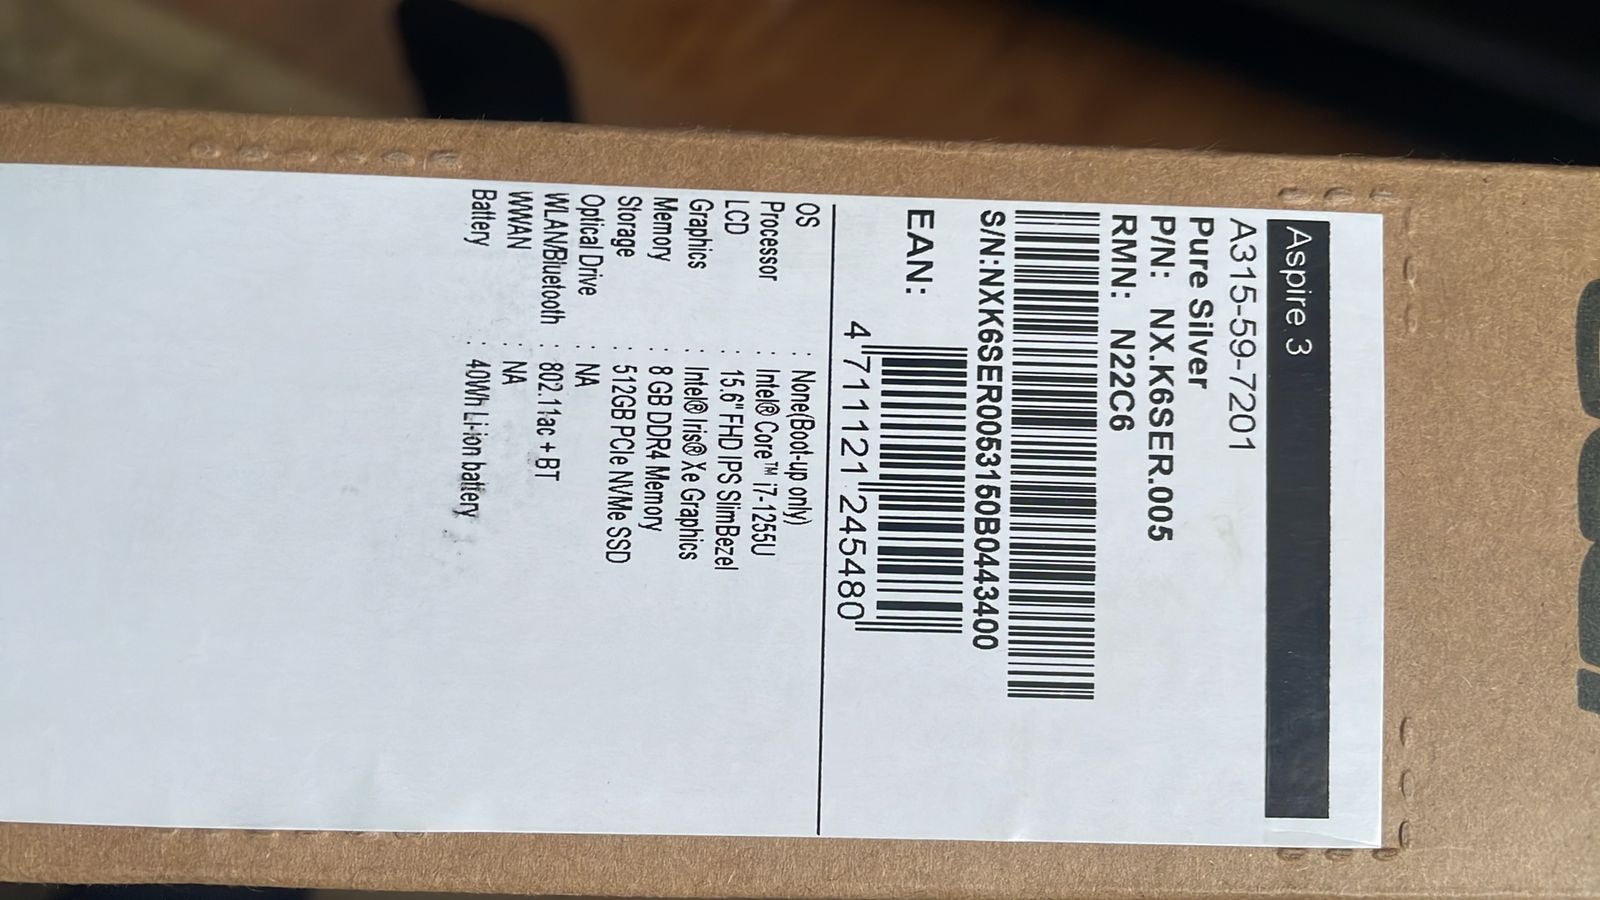 Aspire 3
A315-59-7201
Pure Silver
P/N: NX.K6SER.005
RMN: N22C6
S/N:NXK6SER0053150B0443400
EAN:
4 711121 245480
OS : None(Boot-up only)
Processor : Intel® Core™ i7-1255U
LCD : 15.6" FHD IPS SlimBezel
Graphics : Intel® Iris® Xe Graphics
Memory : 8 GB DDR4 Memory
Storage : 512GB PCIe NVMe SSD
Optical Drive : NA
WLAN/Bluetooth : 802.11ac + BT
WWAN : NA
Battery : 40Wh Li-ion battery